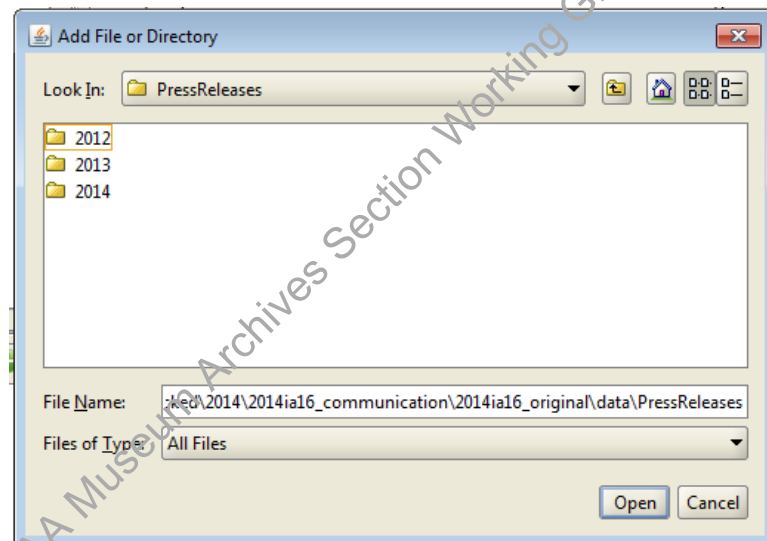 Add File or Directory
Look In: PressReleases
2012
2013
2014
File Name: \2014\2014ia16_communication\2014ia16_original\data\PressReleases
Files of Type: All Files
Open Cancel
A Museum Archives Section Working